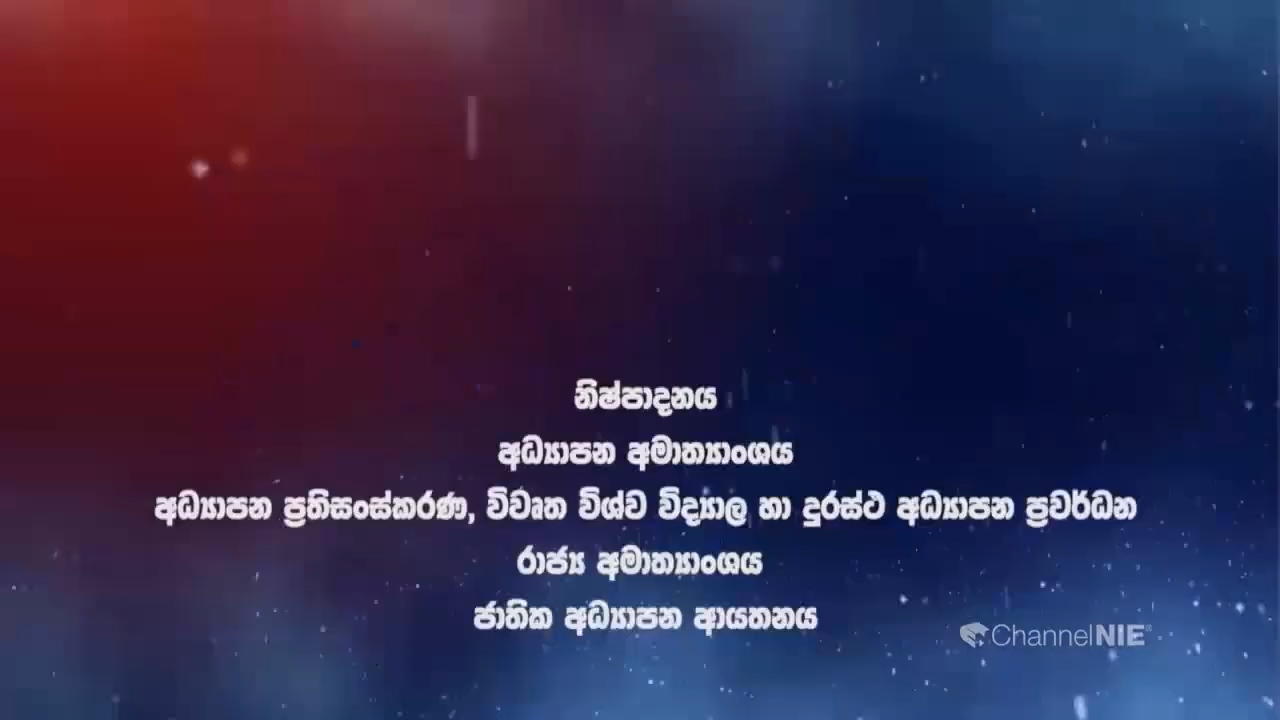 නිෂ්පාදනය
අධ්‍යාපන අමාත්‍යාංශය
අධ්‍යාපන ප්‍රතිසංස්කරණ, විවෘත විශ්ව විද්‍යාල හා දුරස්ථ අධ්‍යාපන ප්‍රවර්ධන
රාජ්‍ය අමාත්‍යාංශය
ජාතික අධ්‍යාපන ආයතනය
ChannelNIE